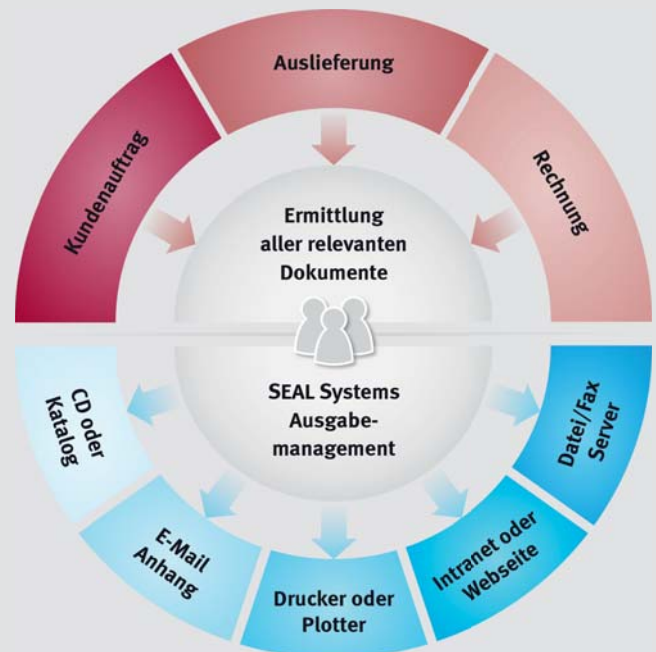 Auslieferung
Kundenauftrag
Rechnung
Ermittlung
aller relevanten
Dokumente
SEAL Systems
Ausgabe-
management
CD oder
Katalog
E-Mail
Anhang
Drucker oder
Plotter
Intranet oder
Webseite
Datei/Fax
Server